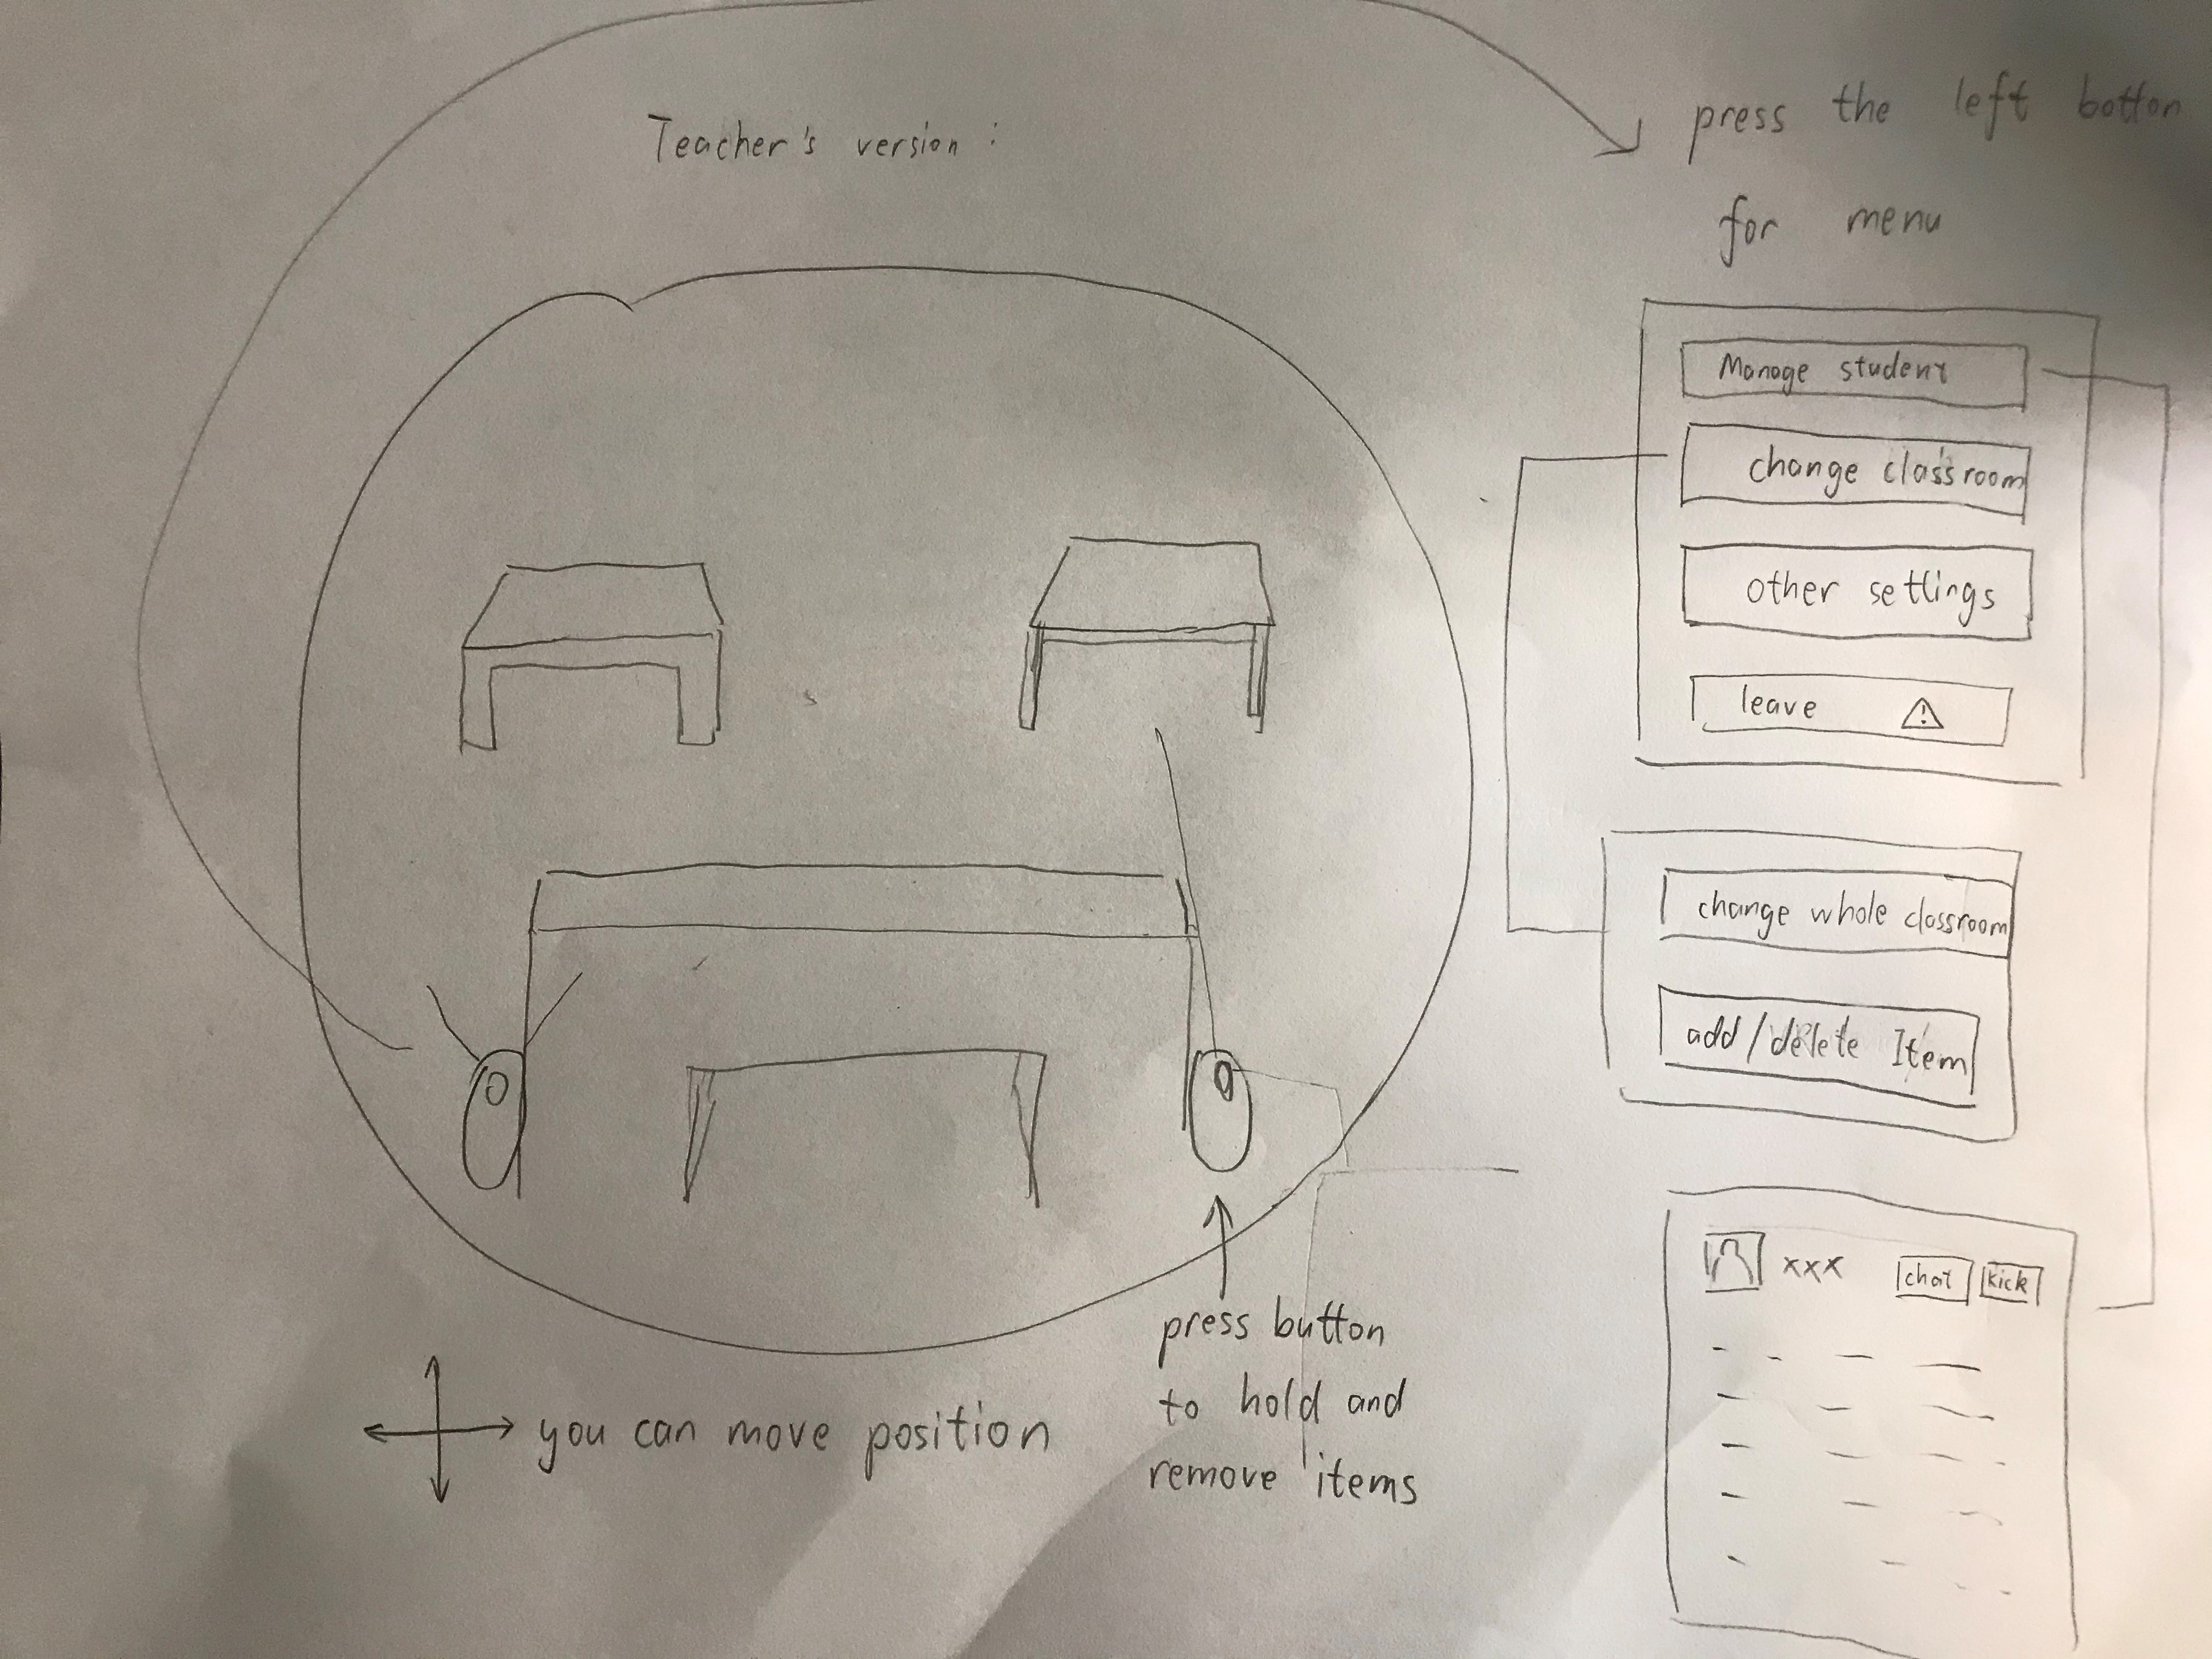 Teacher's version :
press the left botton
for menu
Manage student
change classroom
other settings
leave
change whole classroom
add/delete Item
xxx
chat
kick
press button
to hold and
remove items
you can move position